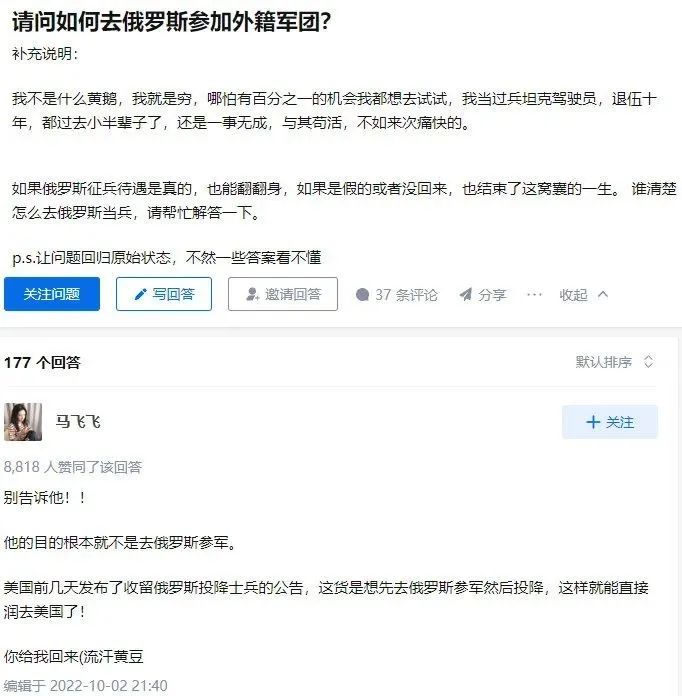 请问如何去俄罗斯参加外籍军团？
补充说明：
我不是什么黄鹅，我就是穷，哪怕有百分之一的机会我都想去试试，我当过兵坦克驾驶员，退伍十
年，都过去小半辈子了，还是一事无成，与其苟活，不如来次痛快的。
如果俄罗斯征兵待遇是真的，也能翻翻身，如果是假的或者没回来，也结束了这窝囊的一生。 谁清楚
怎么去俄罗斯当兵，请帮忙解答一下。
p.s.让问题回归原始状态，不然一些答案看不懂
关注问题 写回答 邀请回答 37 条评论 分享 ··· 收起
177 个回答 默认排序
马飞飞 + 关注
8,818 人赞同了该回答
别告诉他！！
他的目的根本就不是去俄罗斯参军。
美国前几天发布了收留俄罗斯投降士兵的公告，这货是想先去俄罗斯参军然后投降，这样就能直接
润去美国了！
你给我回来(流汗黄豆
编辑于 2022-10-02 21:40